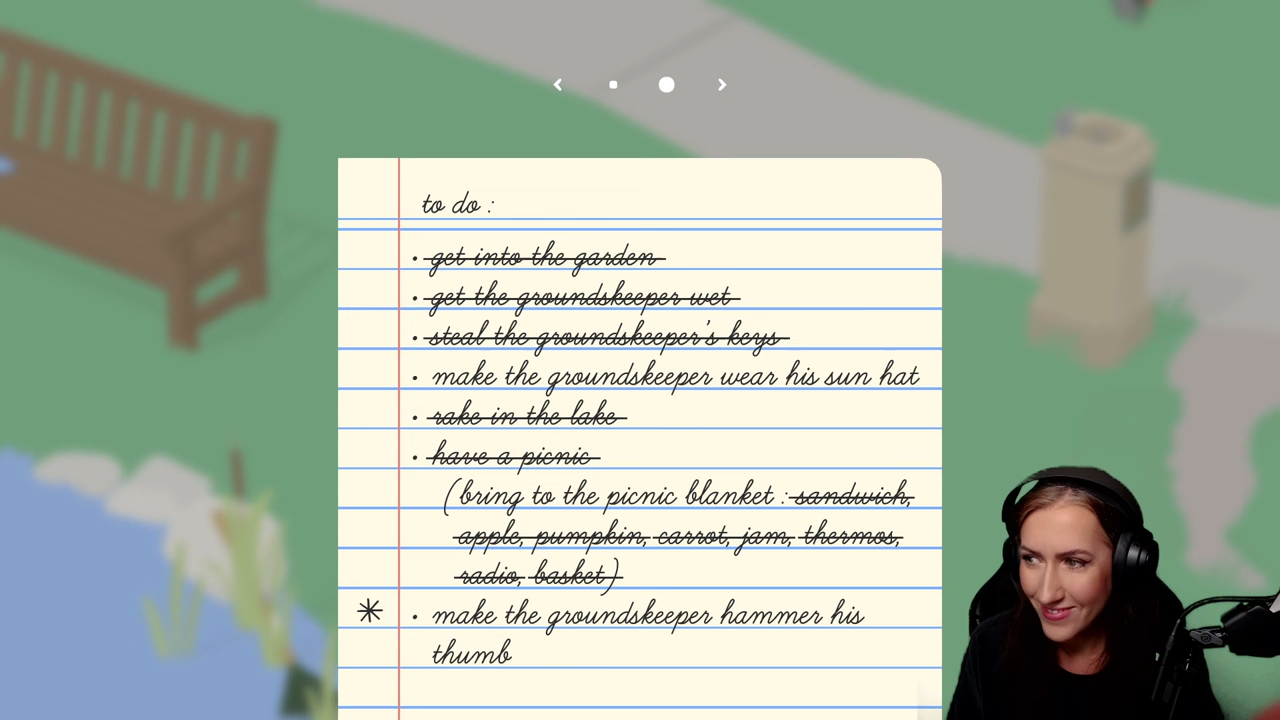 to do :
• get into the garden
• get the groundskeeper wet
• steal the groundskeeper's keys
• make the groundskeeper wear his sun hat
• rake in the lake
• have a picnic
(bring to the picnic blanket : sandwich,
apple, pumpkin, carrot, jam, thermos,
radio, basket)
* • make the groundskeeper hammer his
thumb